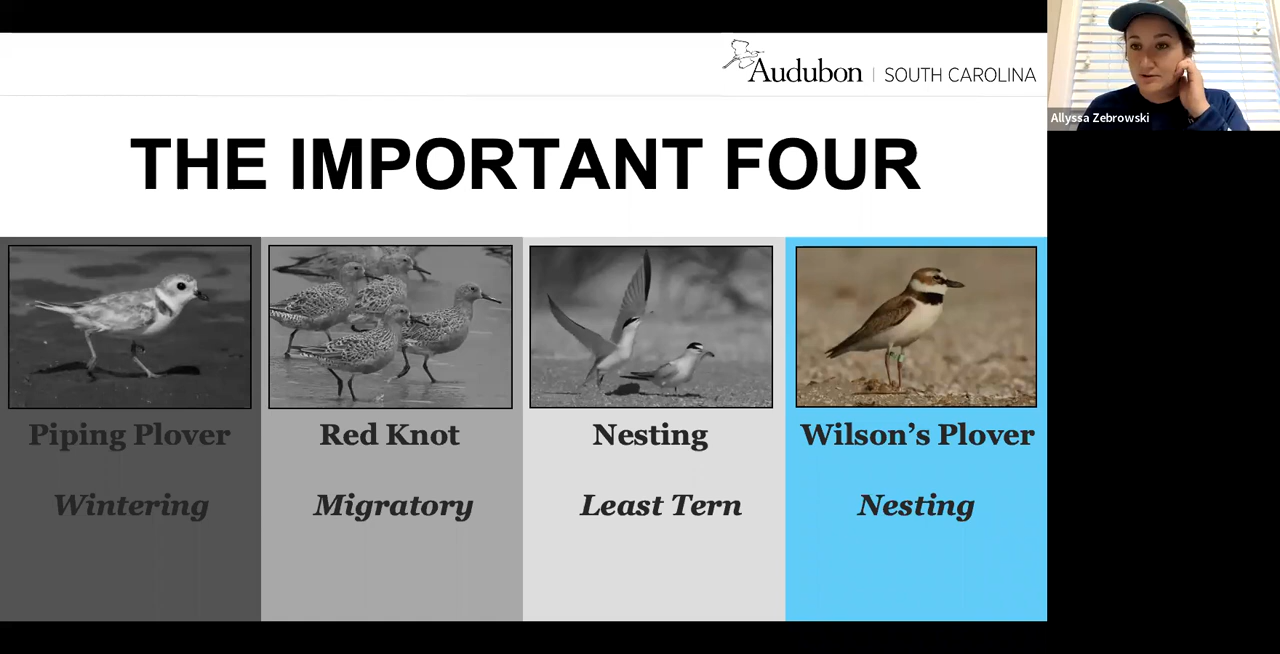 Audubon | SOUTH CAROLINA
Allyssa Zebrowski
THE IMPORTANT FOUR
Piping Plover
Wintering
Red Knot
Migratory
Nesting
Least Tern
Wilson’s Plover
Nesting